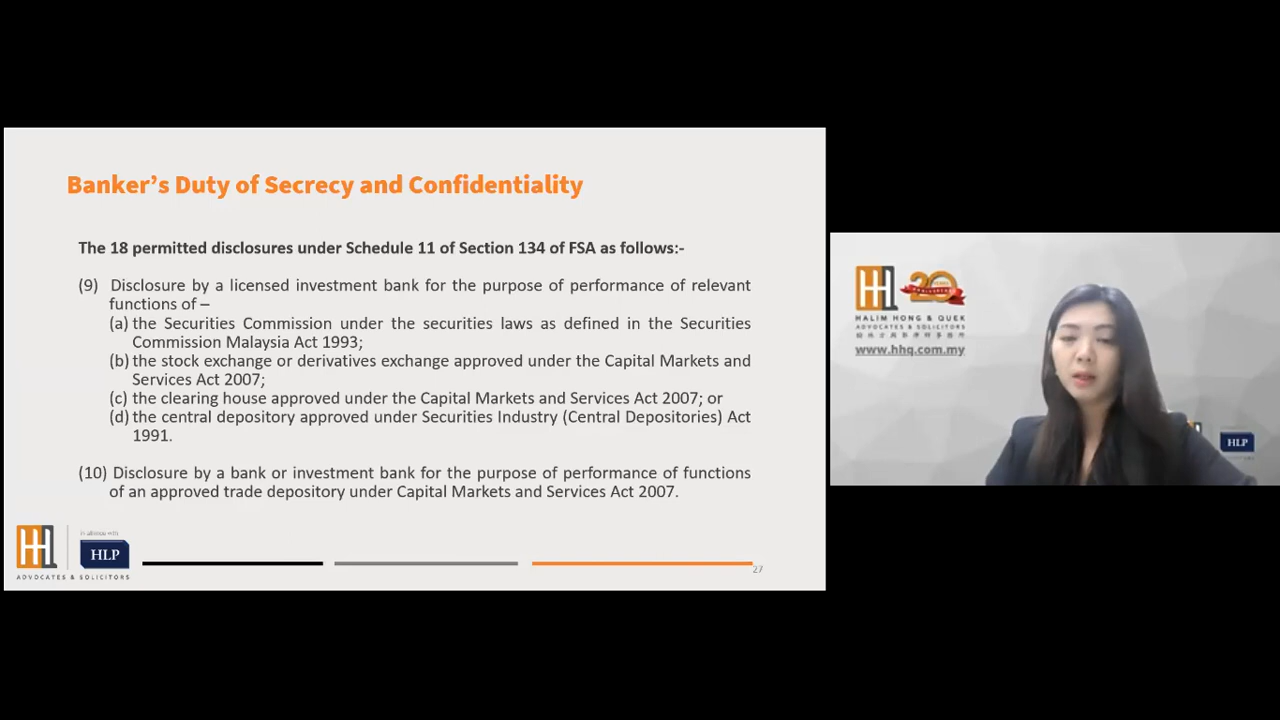 Banker's Duty of Secrecy and Confidentiality
The 18 permitted disclosures under Schedule 11 of Section 134 of FSA as follows:-
(9) Disclosure by a licensed investment bank for the purpose of performance of relevant
functions of –
(a) the Securities Commission under the securities laws as defined in the Securities
Commission Malaysia Act 1993;
(b) the stock exchange or derivatives exchange approved under the Capital Markets and
Services Act 2007;
(c) the clearing house approved under the Capital Markets and Services Act 2007; or
(d) the central depository approved under Securities Industry (Central Depositories) Act
1991.
(10) Disclosure by a bank or investment bank for the purpose of performance of functions
of an approved trade depository under Capital Markets and Services Act 2007.
HLP
ADVOCATES & SOLICITORS
27
20
ANNIVERSARY
HALIM HONG & QUEK
ADVOCATES & SOLICITORS
www.hhq.com.my
HLP